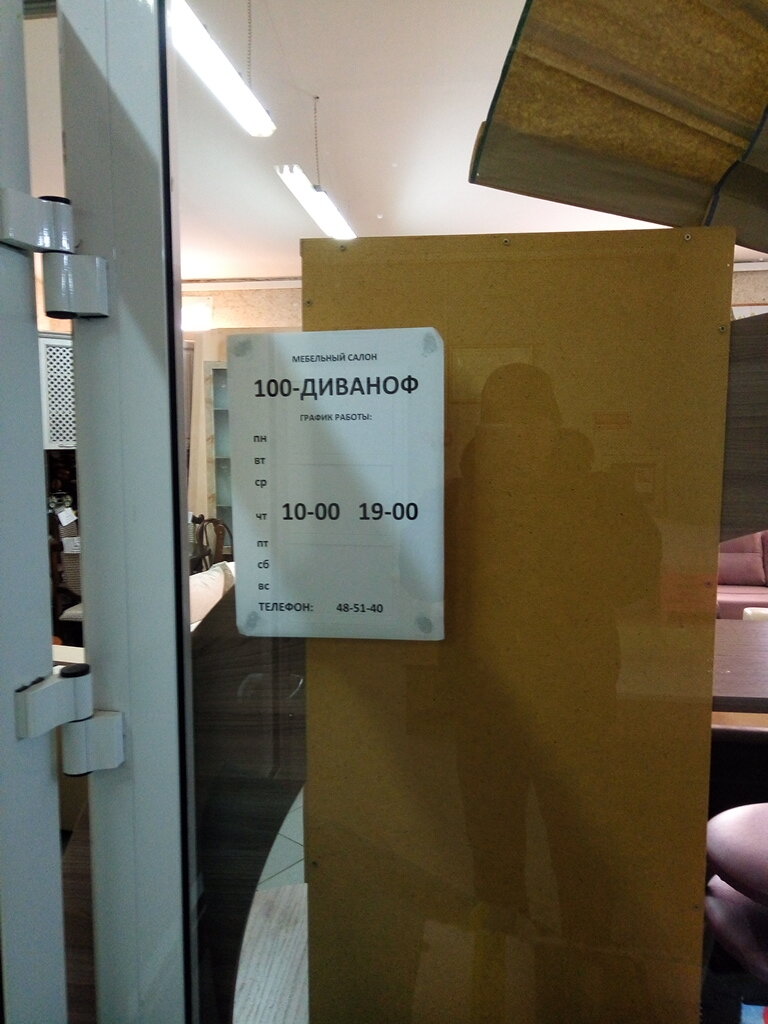 МЕБЕЛЬНЫЙ САЛОН
100-ДИВАНОФ
ГРАФИК РАБОТЫ:
ПН
ВТ
СР
ЧТ 10-00 19-00
ПТ
СБ
ВС
ТЕЛЕФОН: 48-51-40